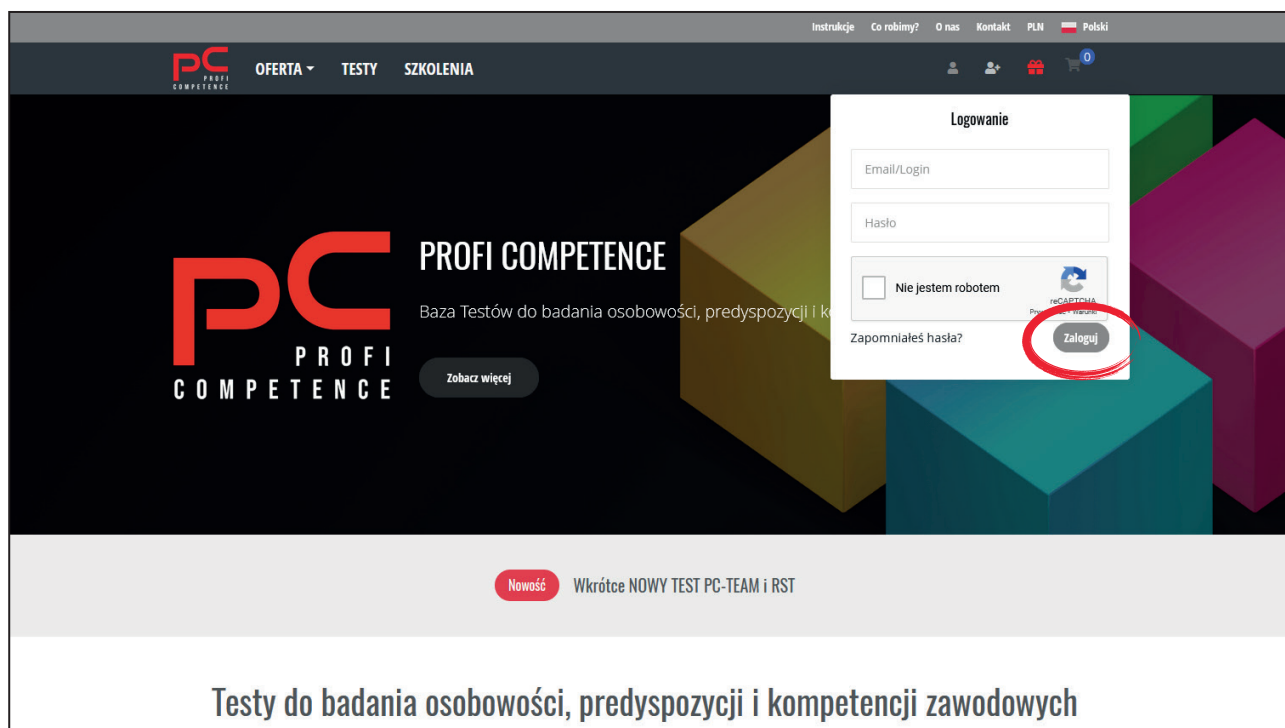 Instrukcje Co robimy? O nas Kontakt PLN Polski
PC PROFI COMPETENCE
OFERTA TESTY SZKOLENIA
0
Logowanie
Email/Login
Hasło
Nie jestem robotem
reCAPTCHA
Warunki
Zapomniałeś hasła?
Zaloguj
PC
PROFI
COMPETENCE
PROFI COMPETENCE
Baza Testów do badania osobowości, predyspozycji i
Zobacz więcej
Nowość Wkrótce NOWY TEST PC-TEAM i RST
Testy do badania osobowości, predyspozycji i kompetencji zawodowych